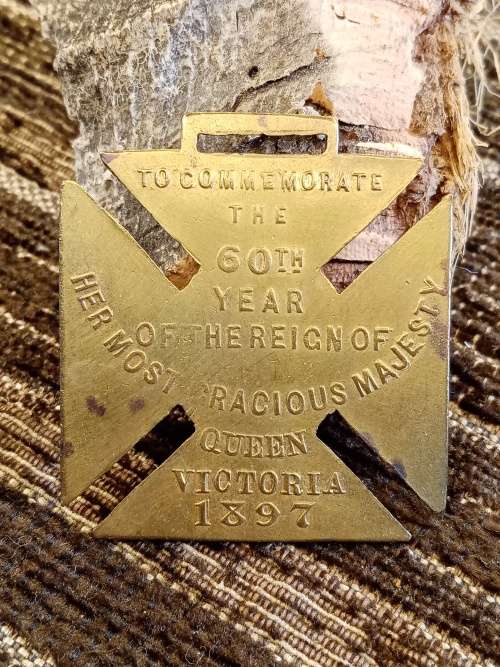 TO COMMEMORATE
THE
60TH
YEAR
OF THE REIGN OF
HER MOST GRACIOUS MAJESTY
QUEEN
VICTORIA
1897